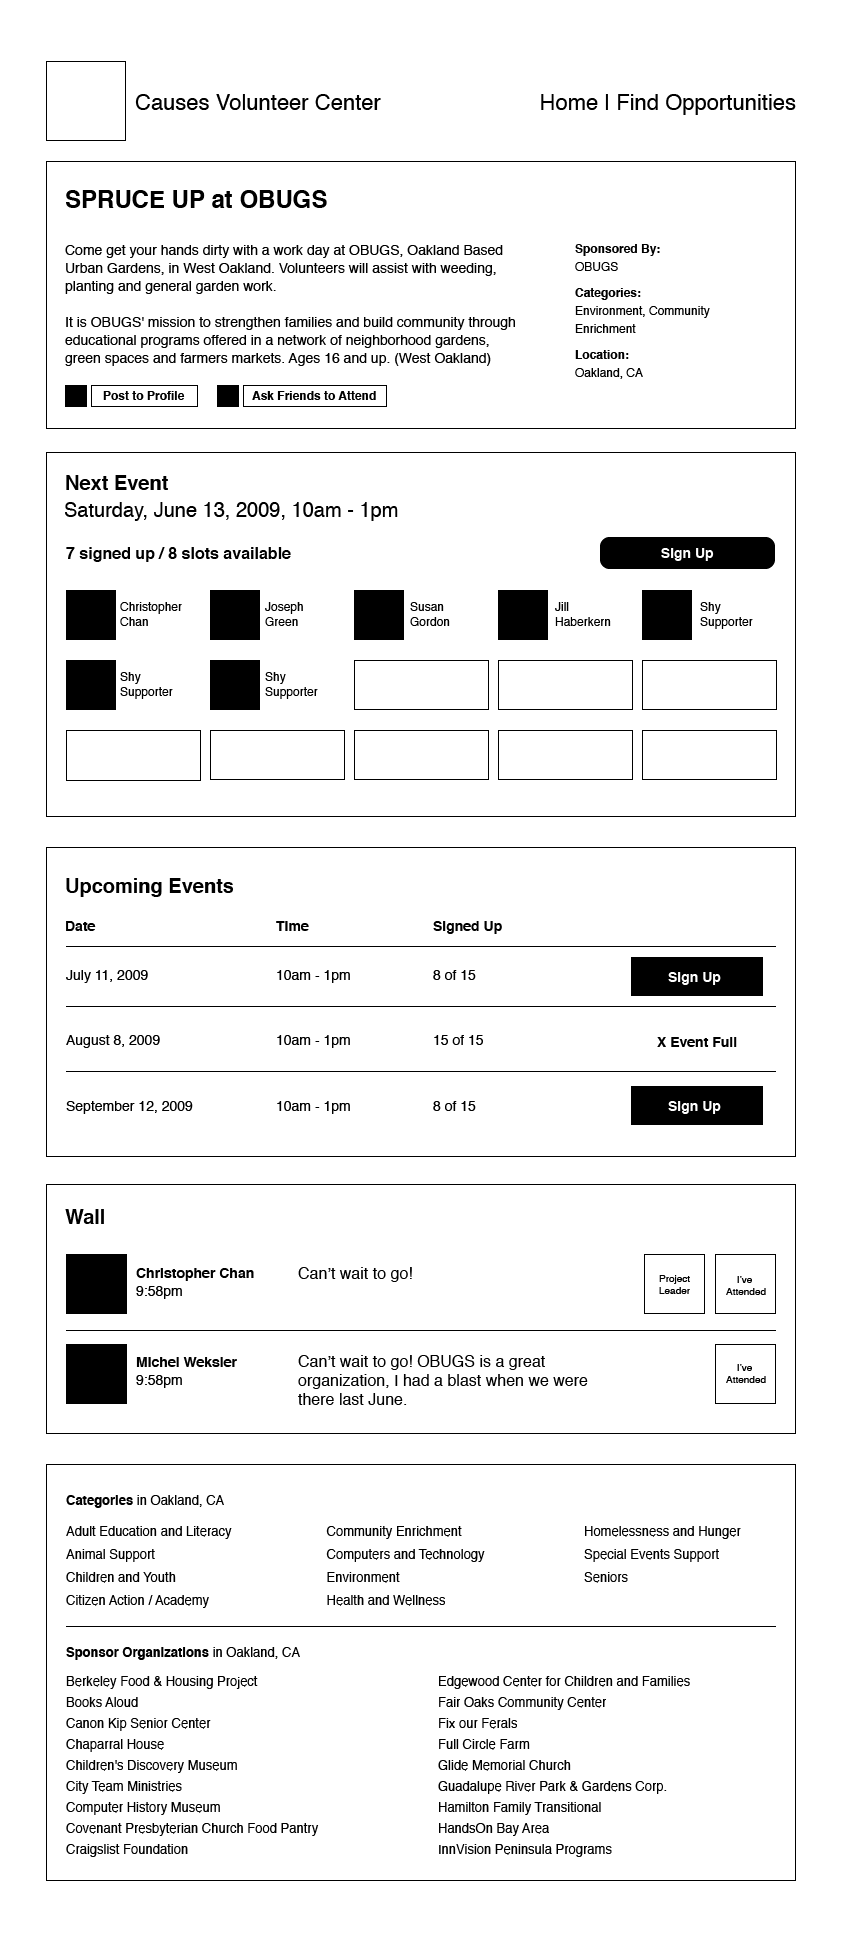 Causes Volunteer Center
Home | Find Opportunities
SPRUCE UP at OBUGS
Come get your hands dirty with a work day at OBUGS, Oakland Based
Urban Gardens, in West Oakland. Volunteers will assist with weeding,
planting and general garden work.
It is OBUGS' mission to strengthen families and build community through
educational programs offered in a network of neighborhood gardens,
green spaces and farmers markets. Ages 16 and up. (West Oakland)
Post to Profile
Ask Friends to Attend
Sponsored By:
OBUGS
Categories:
Environment, Community
Enrichment
Location:
Oakland, CA
Next Event
Saturday, June 13, 2009, 10am - 1pm
7 signed up / 8 slots available
Sign Up
Christopher
Chan
Joseph
Green
Susan
Gordon
Jill
Haberkern
Shy
Supporter
Shy
Supporter
Shy
Supporter
Upcoming Events
Date Time Signed Up
July 11, 2009 10am - 1pm 8 of 15 Sign Up
August 8, 2009 10am - 1pm 15 of 15 X Event Full
September 12, 2009 10am - 1pm 8 of 15 Sign Up
Wall
Christopher Chan
9:58pm
Can't wait to go!
Project
Leader
I've
Attended
Michel Weksler
9:58pm
Can't wait to go! OBUGS is a great
organization, I had a blast when we were
there last June.
I've
Attended
Categories in Oakland, CA
Adult Education and Literacy
Animal Support
Children and Youth
Citizen Action / Academy
Community Enrichment
Computers and Technology
Environment
Health and Wellness
Homelessness and Hunger
Special Events Support
Seniors
Sponsor Organizations in Oakland, CA
Berkeley Food & Housing Project
Books Aloud
Canon Kip Senior Center
Chaparral House
Children's Discovery Museum
City Team Ministries
Computer History Museum
Covenant Presbyterian Church Food Pantry
Craigslist Foundation
Edgewood Center for Children and Families
Fair Oaks Community Center
Fix our Ferals
Full Circle Farm
Glide Memorial Church
Guadalupe River Park & Gardens Corp.
Hamilton Family Transitional
HandsOn Bay Area
InnVision Peninsula Programs